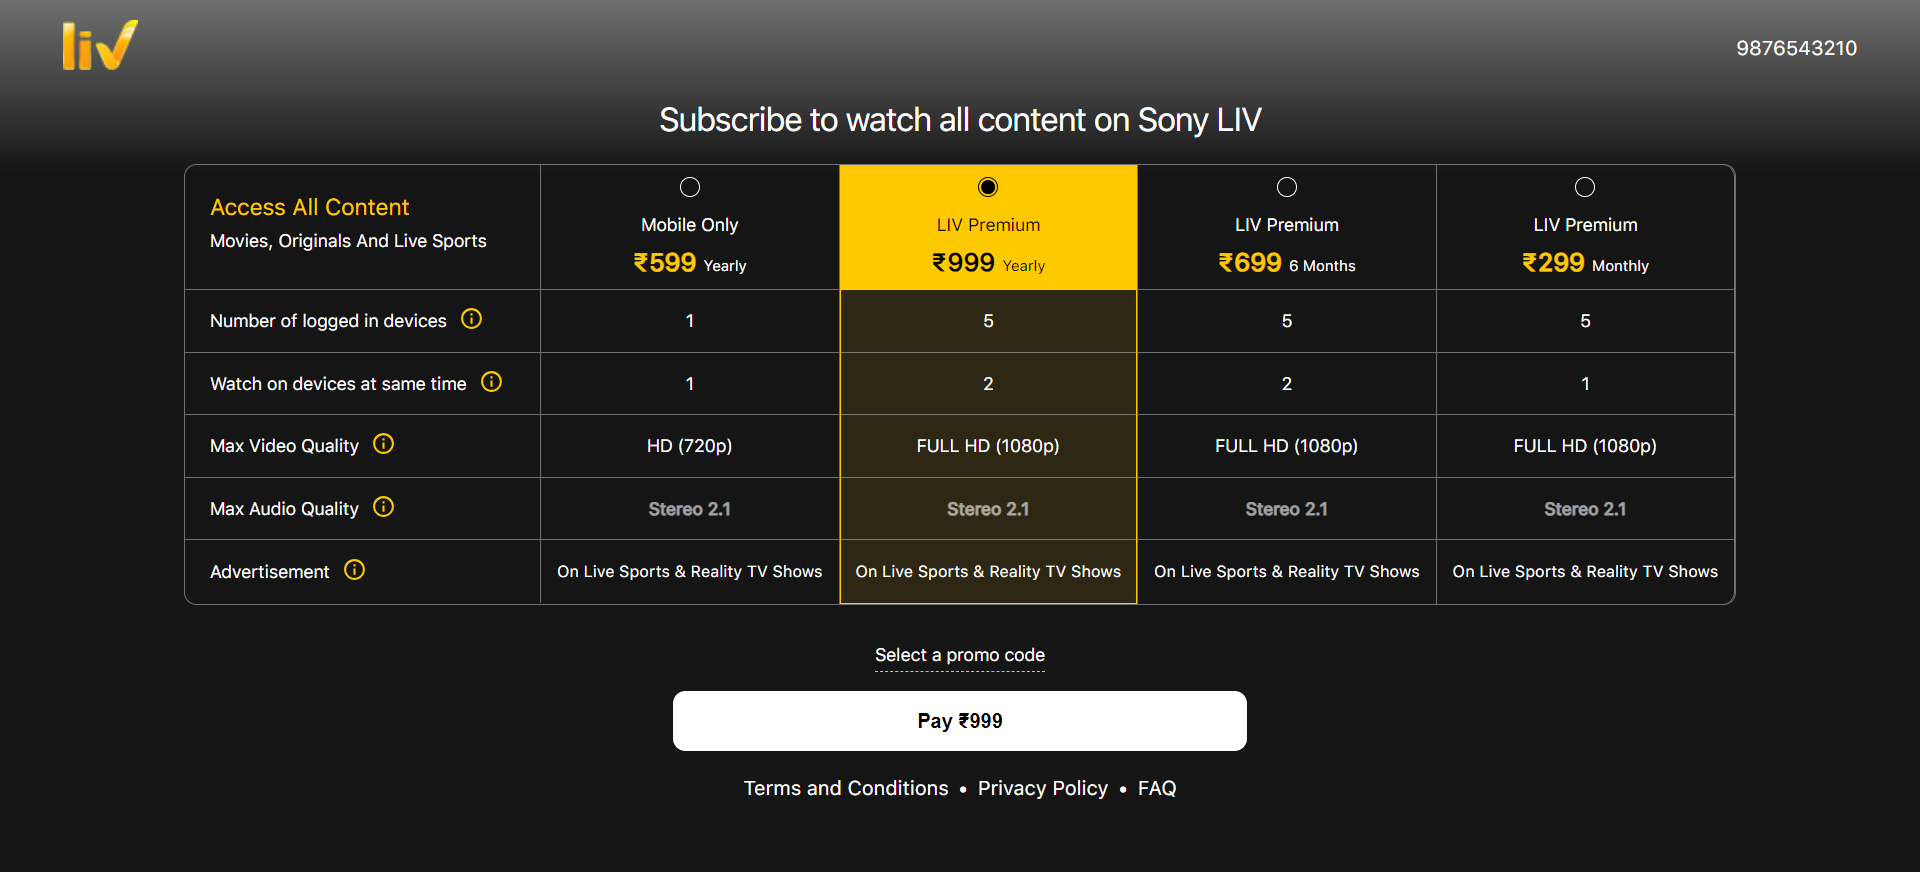 liv
9876543210
Subscribe to watch all content on Sony LIV
Access All Content
Movies, Originals And Live Sports
Mobile Only
₹599 Yearly
LIV Premium
₹999 Yearly
LIV Premium
₹699 6 Months
LIV Premium
₹299 Monthly
Number of logged in devices 1 5 5 5
Watch on devices at same time 1 2 2 1
Max Video Quality HD (720p) FULL HD (1080p) FULL HD (1080p) FULL HD (1080p)
Max Audio Quality Stereo 2.1 Stereo 2.1 Stereo 2.1 Stereo 2.1
Advertisement On Live Sports & Reality TV Shows On Live Sports & Reality TV Shows On Live Sports & Reality TV Shows On Live Sports & Reality TV Shows
Select a promo code
Pay ₹999
Terms and Conditions • Privacy Policy • FAQ